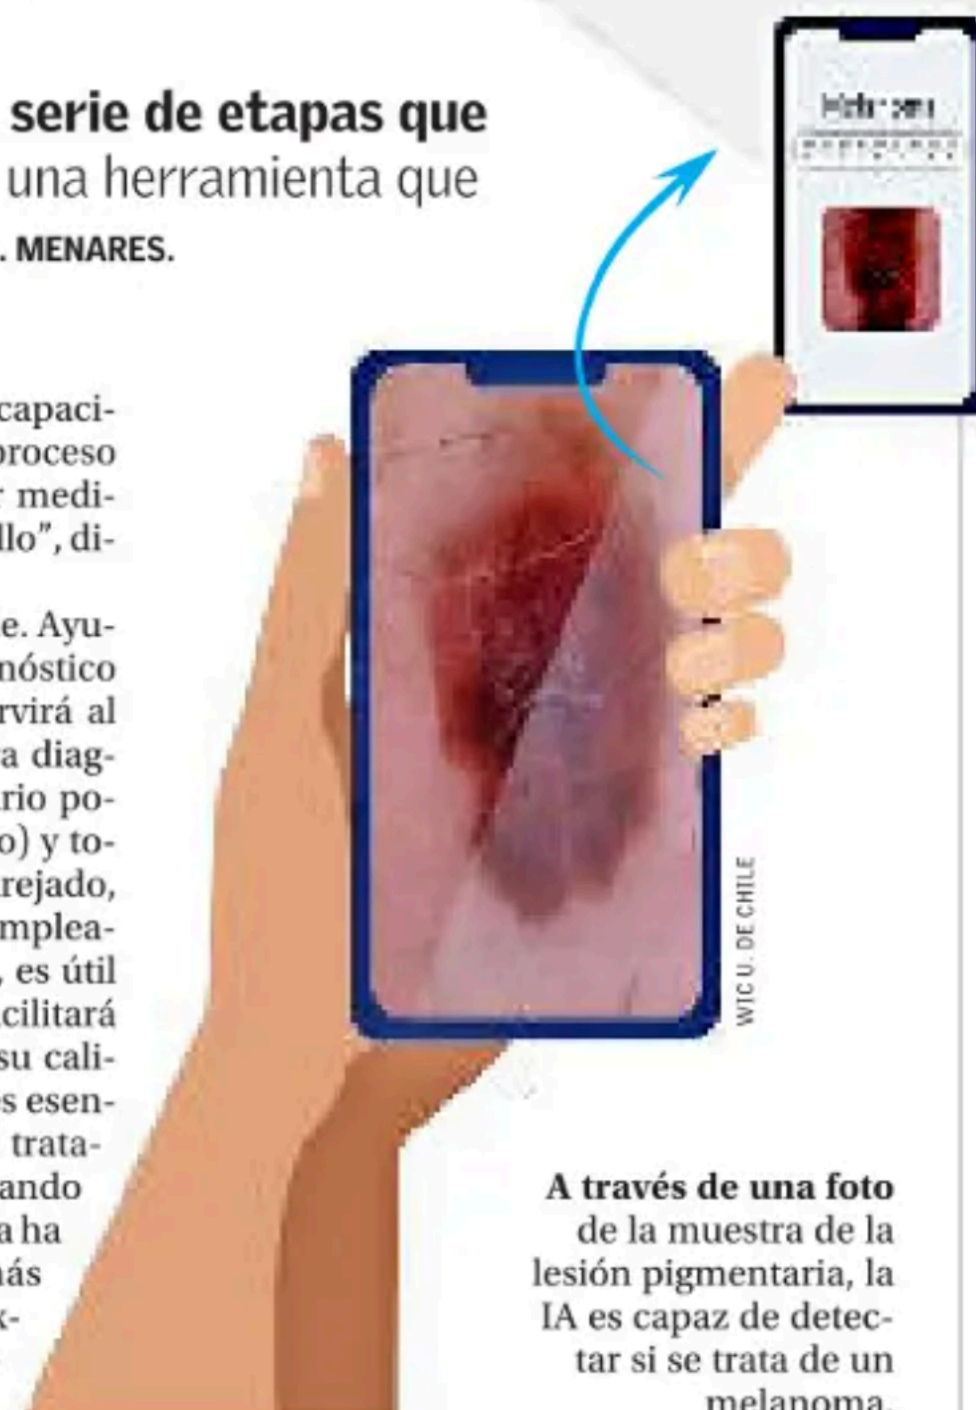 serie de etapas que
una herramienta que
. MENARES.
capaci-
proceso
r medi-
llo”, di-
e. Ayu-
nóstico
rvirá al
a diag-
rio po-
o) y to-
rejado,
mplea-
, es útil
cilitará
su cali-
s esen-
trata-
ando
a ha
nás
x-
WIC U. DE CHILE
A través de una foto
de la muestra de la
lesión pigmentaria, la
IA es capaz de detec-
tar si se trata de un
melanoma.